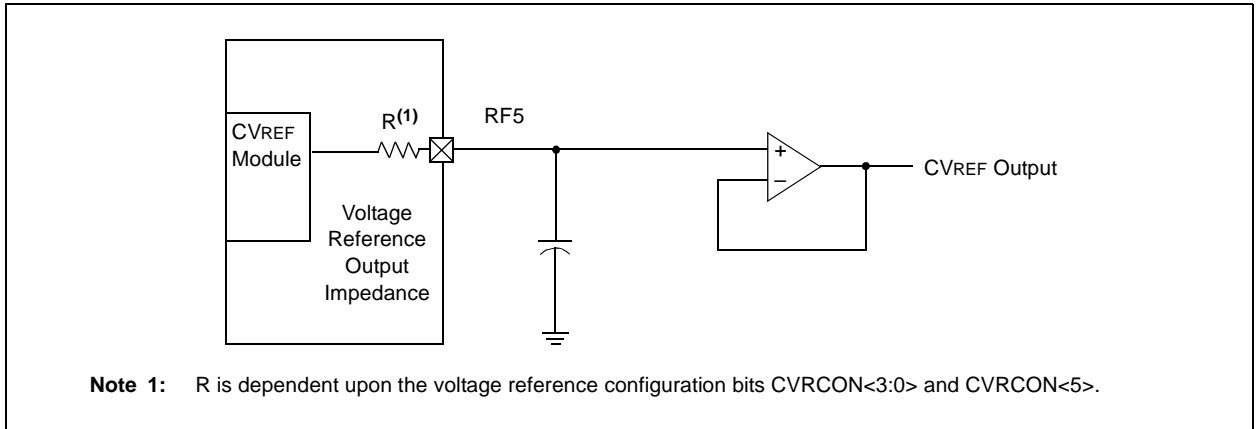 R(1)
RF5
CVREF
Module
+
–
CVREF Output
Voltage
Reference
Output
Impedance
Note 1: R is dependent upon the voltage reference configuration bits CVRCON<3:0> and CVRCON<5>.